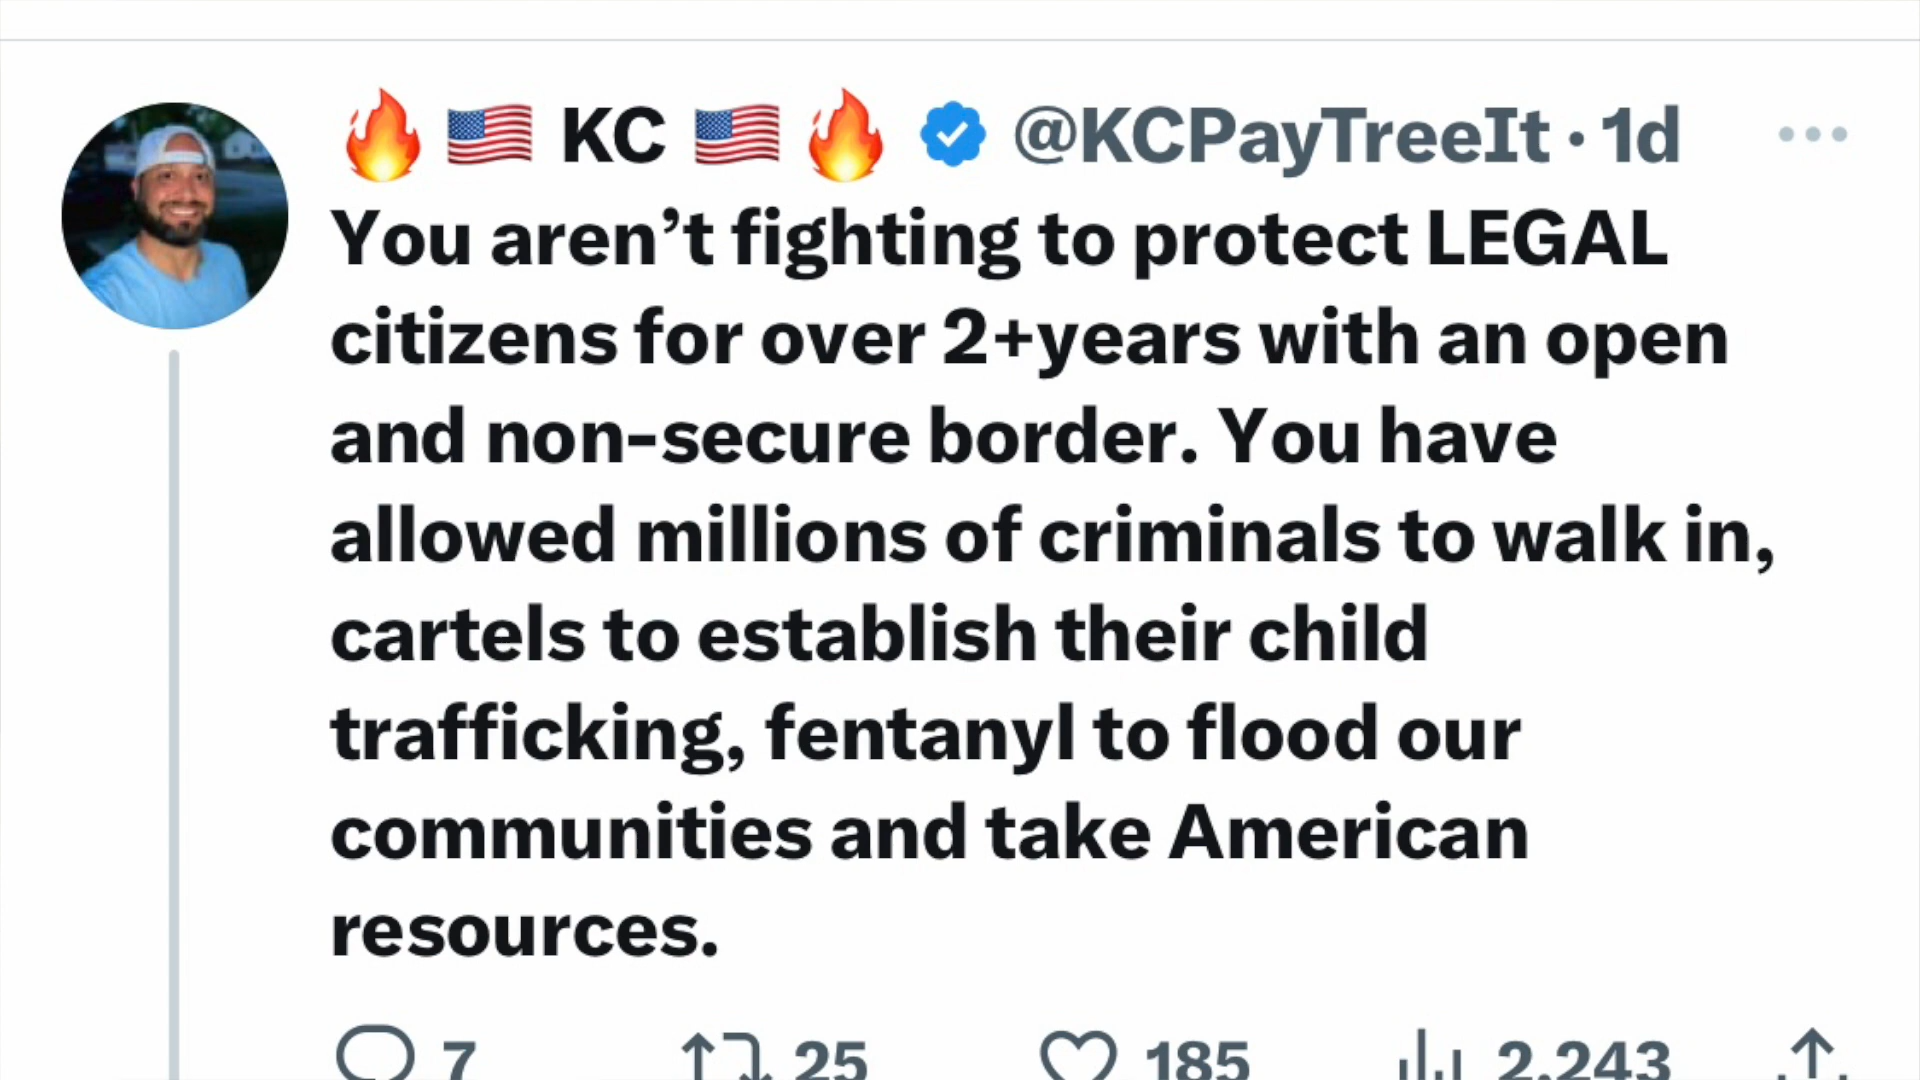 🔥 🇺🇸 KC 🇺🇸 🔥 @KCPayTreeIt · 1d
You aren’t fighting to protect LEGAL
citizens for over 2+years with an open
and non-secure border. You have
allowed millions of criminals to walk in,
cartels to establish their child
trafficking, fentanyl to flood our
communities and take American
resources.
7 25 185 2,243